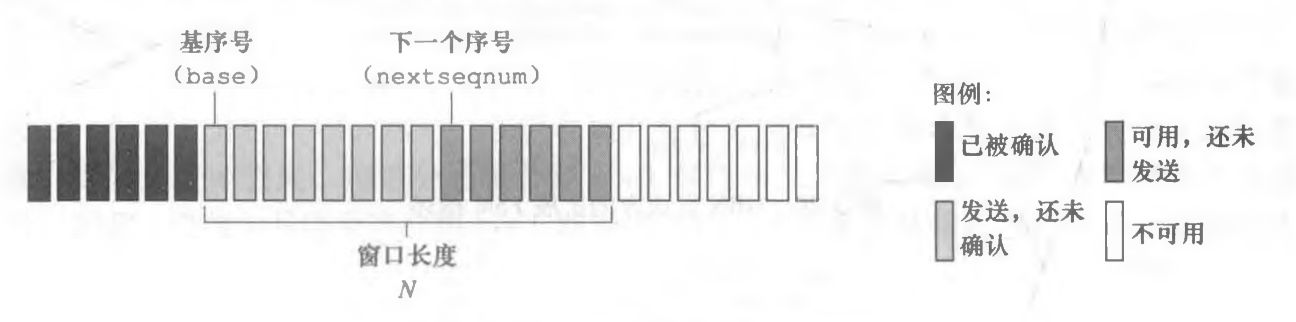 基序号
(base)
下一个序号
(nextseqnum)
窗口长度
N
图例:
已被确认
可用，还未
发送
发送，还未
确认
不可用